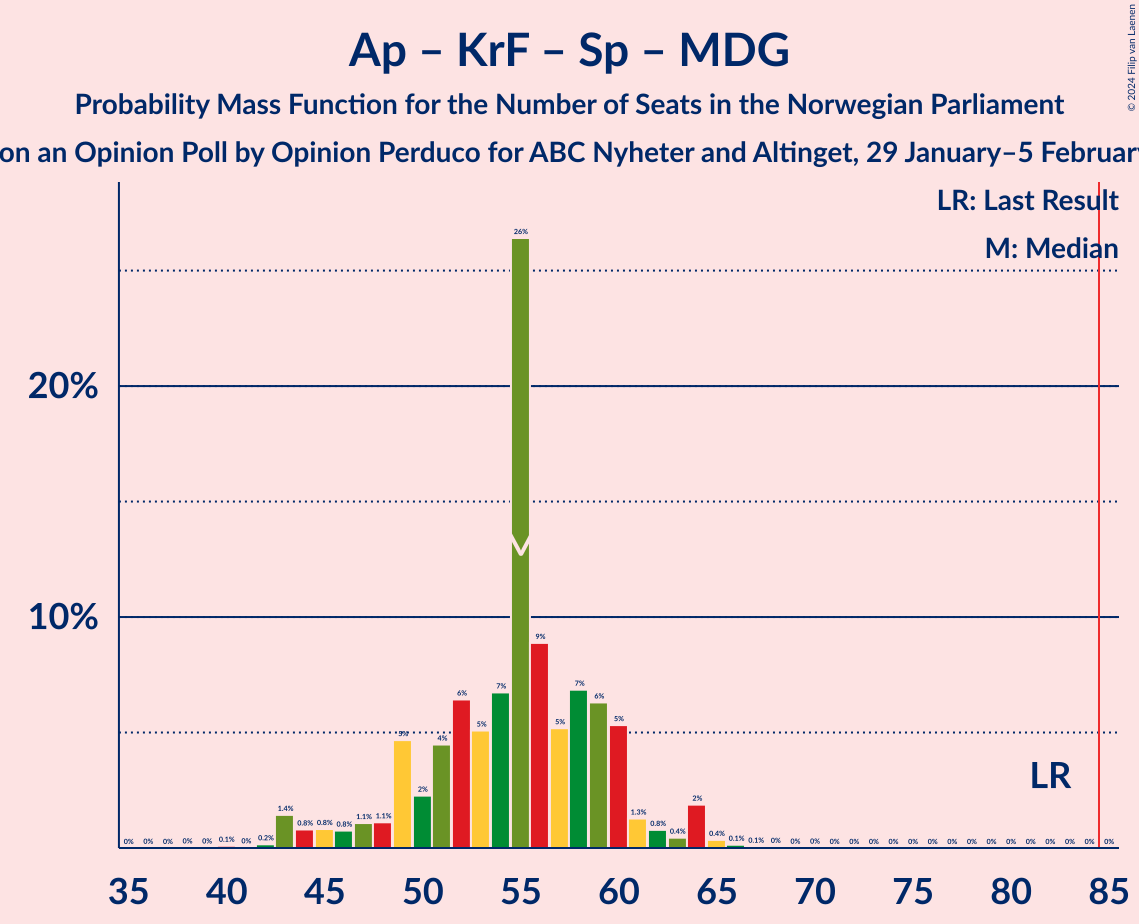 Ap – KrF – Sp – MDG
Probability Mass Function for the Number of Seats in the Norwegian Parliament
on an Opinion Poll by Opinion Perduco for ABC Nyheter and Altinget, 29 January–5 February
© 2024 Filip van Laenen
LR: Last Result
M: Median
26%
20%
10%
9%
7% 7%
6% 6%
5% 5% 5% 5%
4%
LR
2% 2%
1.4% 1.3%
0.8% 0.8% 0.8% 1.1% 1.1% 0.8% 0.4% 0.4%
0% 0% 0% 0% 0% 0.1% 0% 0.2% 0.1% 0.1% 0% 0% 0% 0% 0% 0% 0% 0% 0% 0% 0% 0% 0% 0% 0% 0% 0% 0%
35 40 45 50 55 60 65 70 75 80 85